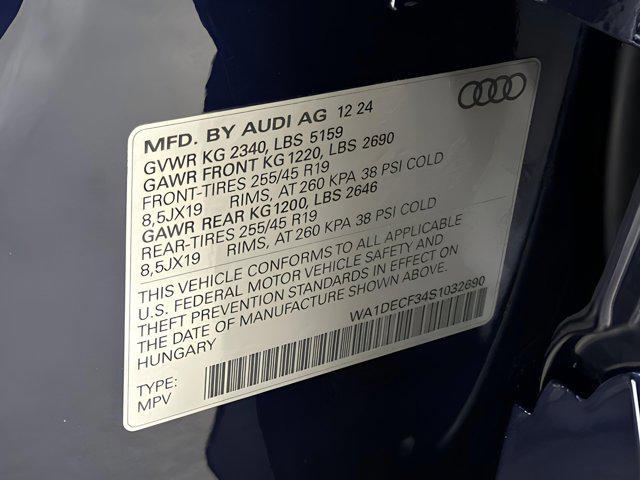 MFD. BY AUDI AG 12 24
GVWR KG 2340, LBS 5159
GAWR FRONT KG 1220, LBS 2690
FRONT-TIRES 255/45 R19
8,5JX19 RIMS, AT 260 KPA 38 PSI COLD
GAWR REAR KG1200, LBS 2646
REAR-TIRES 255/45 R19
8,5JX19 RIMS, AT 260 KPA 38 PSI COLD
THIS VEHICLE CONFORMS TO ALL APPLICABLE
U.S. FEDERAL MOTOR VEHICLE SAFETY AND
THEFT PREVENTION STANDARDS IN EFFECT ON
THE DATE OF MANUFACTURE SHOWN ABOVE.
HUNGARY
WA1DECF34S1032690
TYPE:
MPV